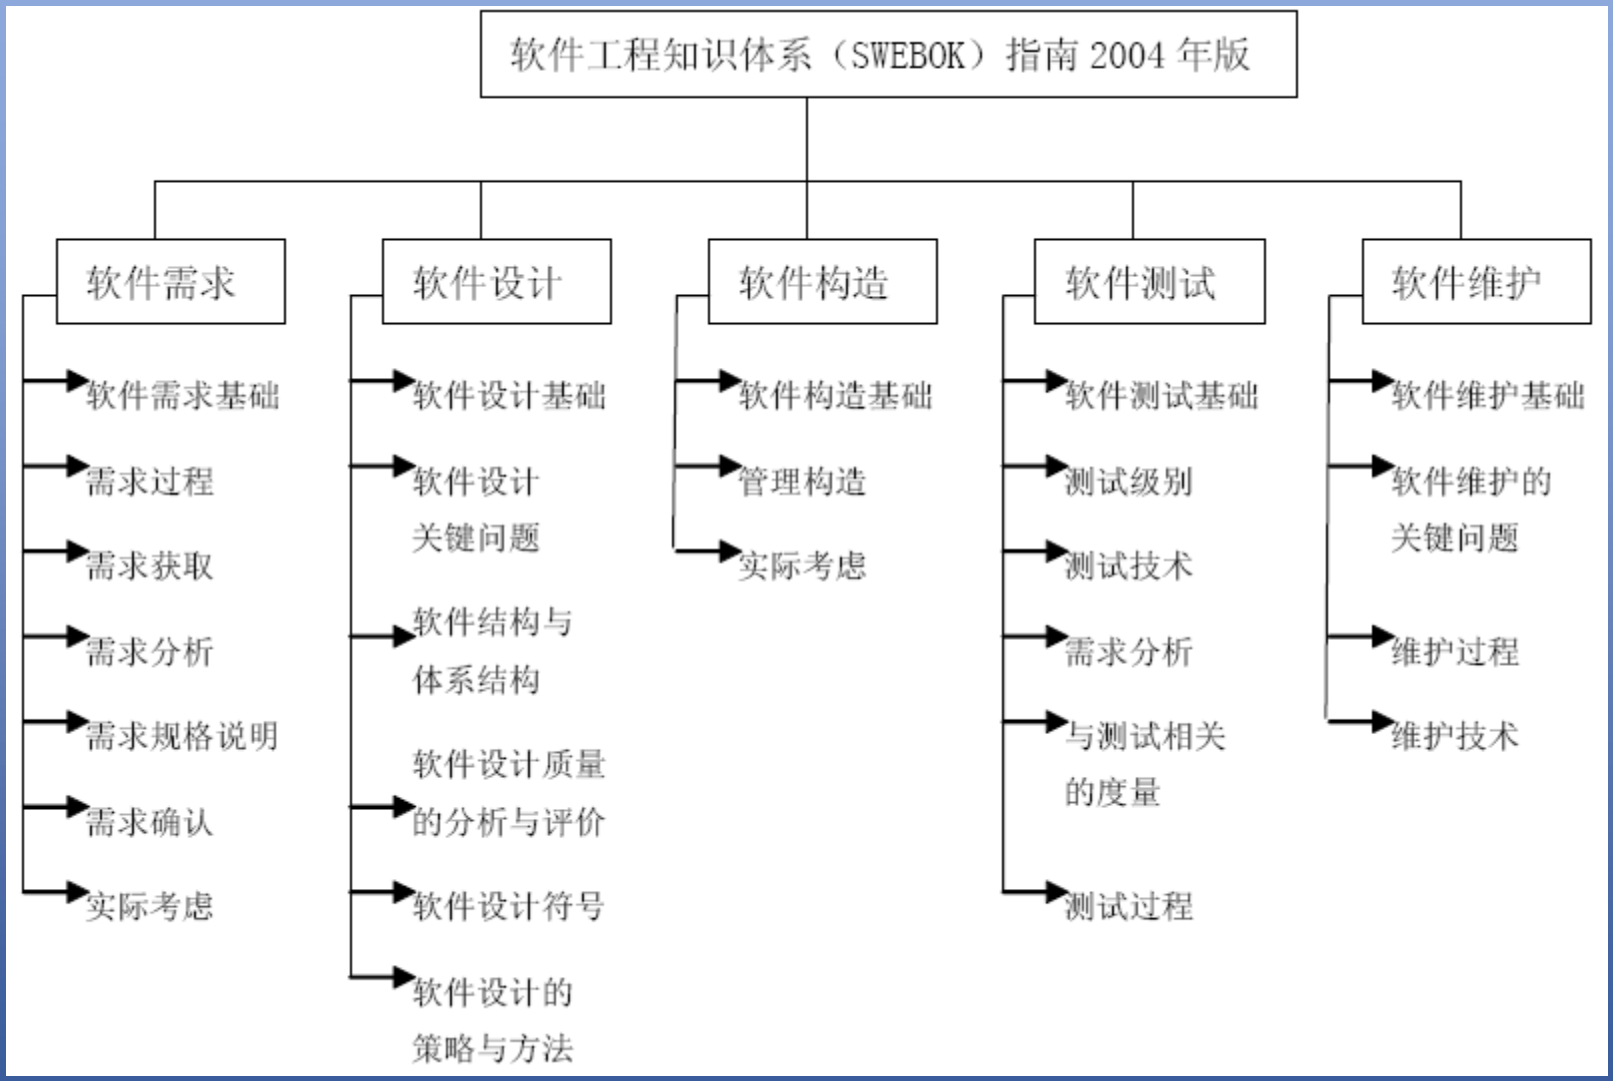 软件工程知识体系（SWEBOK）指南 2004 年版
软件需求
软件需求基础
需求过程
需求获取
需求分析
需求规格说明
需求确认
实际考虑
软件设计
软件设计基础
软件设计
关键问题
软件结构与
体系结构
软件设计质量
的分析与评价
软件设计符号
软件设计的
策略与方法
软件构造
软件构造基础
管理构造
实际考虑
软件测试
软件测试基础
测试级别
测试技术
需求分析
与测试相关
的度量
测试过程
软件维护
软件维护基础
软件维护的
关键问题
维护过程
维护技术